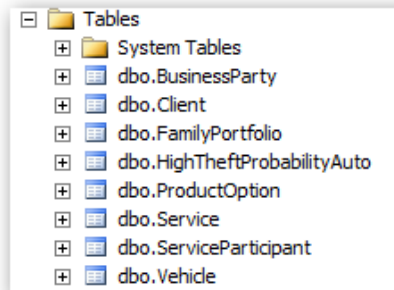 Tables
System Tables
dbo.BusinessParty
dbo.Client
dbo.FamilyPortfolio
dbo.HighTheftProbabilityAuto
dbo.ProductOption
dbo.Service
dbo.ServiceParticipant
dbo.Vehicle